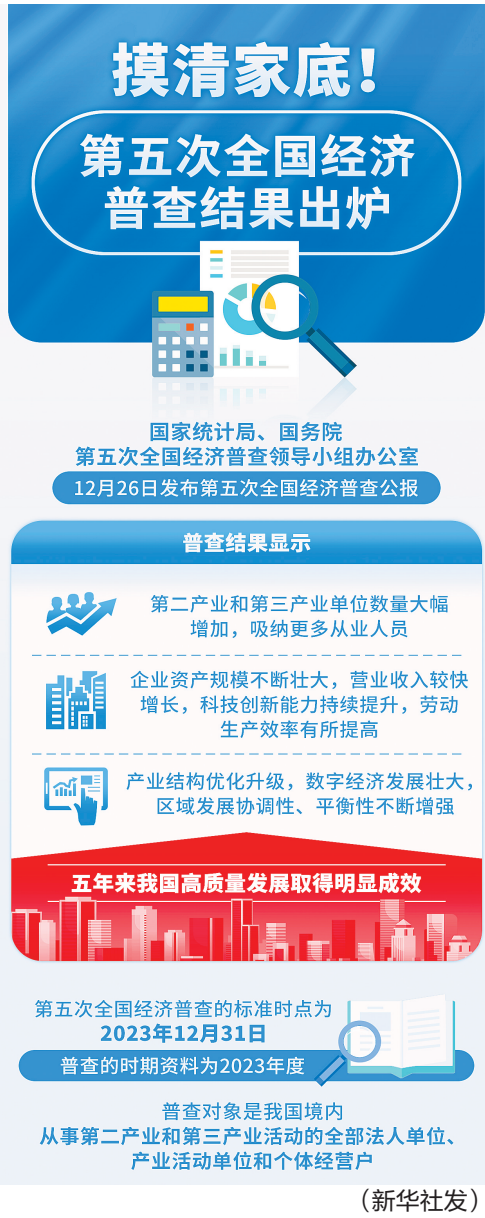 摸清家底！
第五次全国经济
普查结果出炉
国家统计局、国务院
第五次全国经济普查领导小组办公室
12月26日发布第五次全国经济普查公报
普查结果显示
第二产业和第三产业单位数量大幅
增加，吸纳更多从业人员
企业资产规模不断壮大，营业收入较快
增长，科技创新能力持续提升，劳动
生产效率有所提高
产业结构优化升级，数字经济发展壮大，
区域发展协调性、平衡性不断增强
五年来我国高质量发展取得明显成效
第五次全国经济普查的标准时点为
2023年12月31日
普查的时期资料为2023年度
普查对象是我国境内
从事第二产业和第三产业活动的全部法人单位、
产业活动单位和个体经营户
（新华社发）